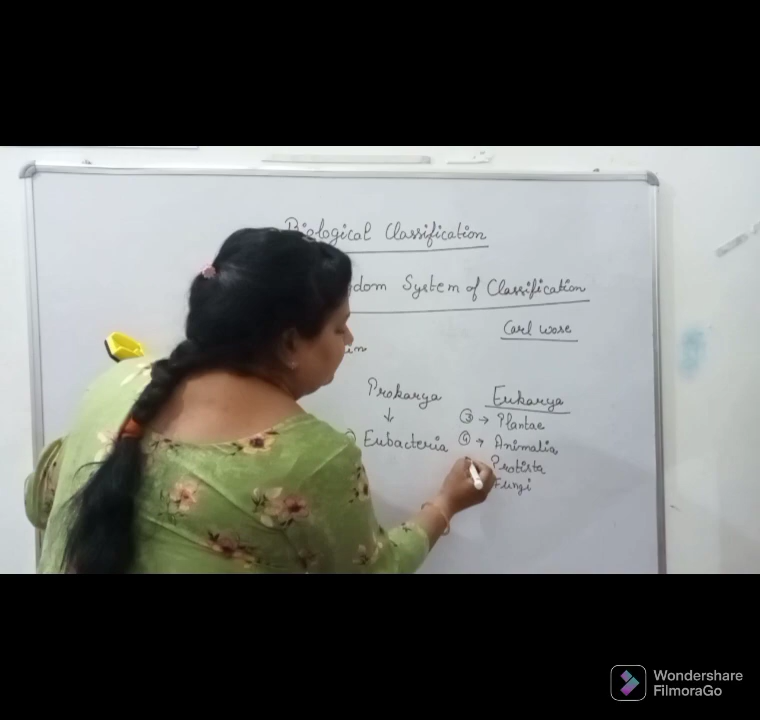 Biological Classification
dom System of Classification
Carl wose
Prokarya
↓
Eubacteria
Eukarya
③ → Plantae
④ → Animalia
Protista
Fungi
Wondershare
FilmoraGo